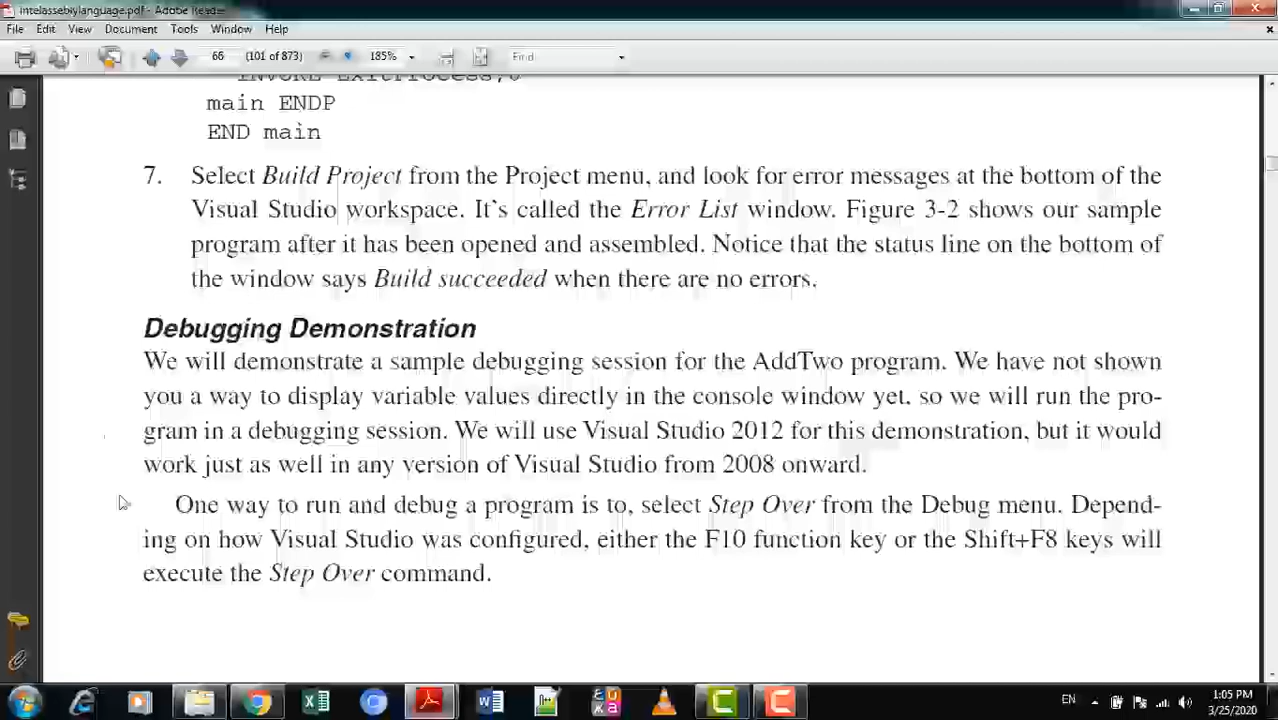 intelassebiylanguage.pdf - Adobe Reader
File Edit View Document Tools Window Help
66 (101 of 873) 185% Find
INVOKE ExitProcess,0
main ENDP
END main
7. Select Build Project from the Project menu, and look for error messages at the bottom of the
Visual Studio workspace. It's called the Error List window. Figure 3-2 shows our sample
program after it has been opened and assembled. Notice that the status line on the bottom of
the window says Build succeeded when there are no errors.
Debugging Demonstration
We will demonstrate a sample debugging session for the AddTwo program. We have not shown
you a way to display variable values directly in the console window yet, so we will run the pro-
gram in a debugging session. We will use Visual Studio 2012 for this demonstration, but it would
work just as well in any version of Visual Studio from 2008 onward.
One way to run and debug a program is to, select Step Over from the Debug menu. Depend-
ing on how Visual Studio was configured, either the F10 function key or the Shift+F8 keys will
execute the Step Over command.
EN 1:05 PM
3/25/2020